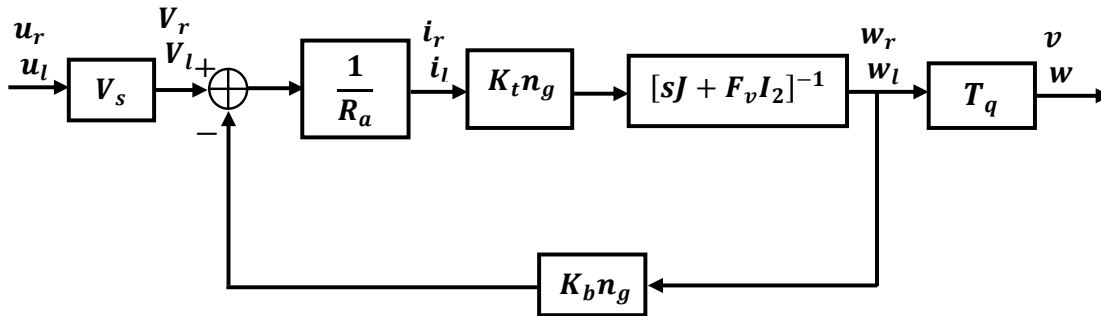 u_r
u_l
V_s
V_r
V_l +
−
1
R_a
i_r
i_l
K_t n_g
[sJ + F_v I_2]^{-1}
w_r
w_l
T_q
v
w
K_b n_g